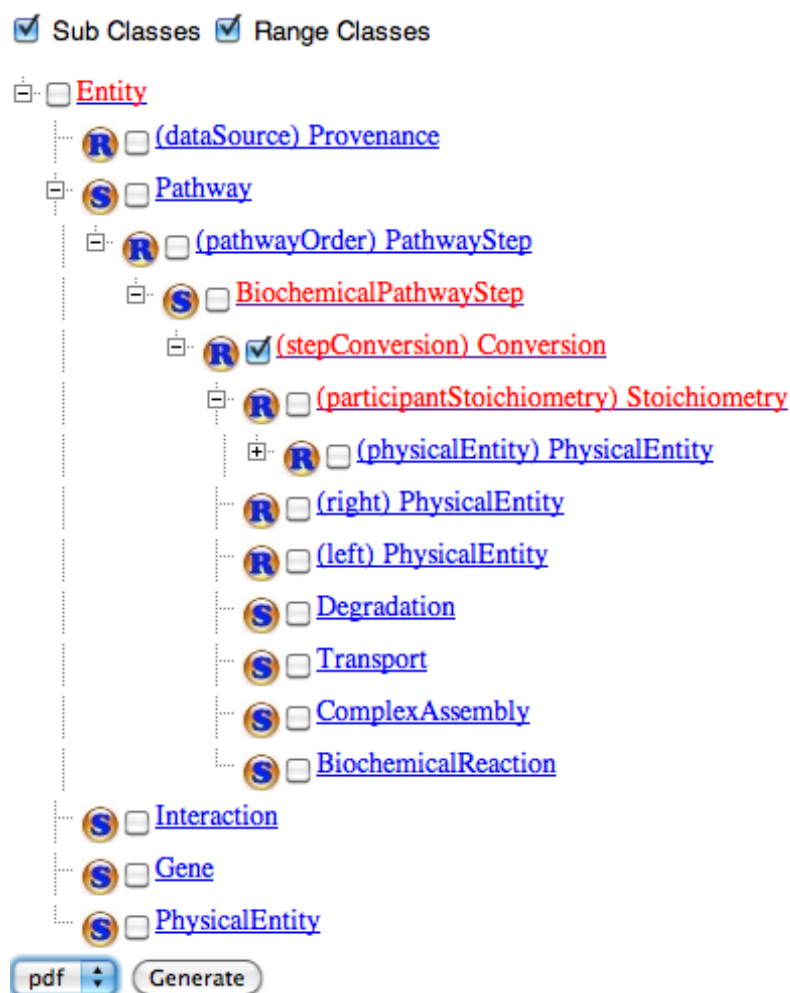 Sub Classes Range Classes
Entity
R (dataSource) Provenance
S Pathway
R (pathwayOrder) PathwayStep
S BiochemicalPathwayStep
R (stepConversion) Conversion
R (participantStoichiometry) Stoichiometry
R (physicalEntity) PhysicalEntity
R (right) PhysicalEntity
R (left) PhysicalEntity
S Degradation
S Transport
S ComplexAssembly
S BiochemicalReaction
S Interaction
S Gene
S PhysicalEntity
pdf Generate